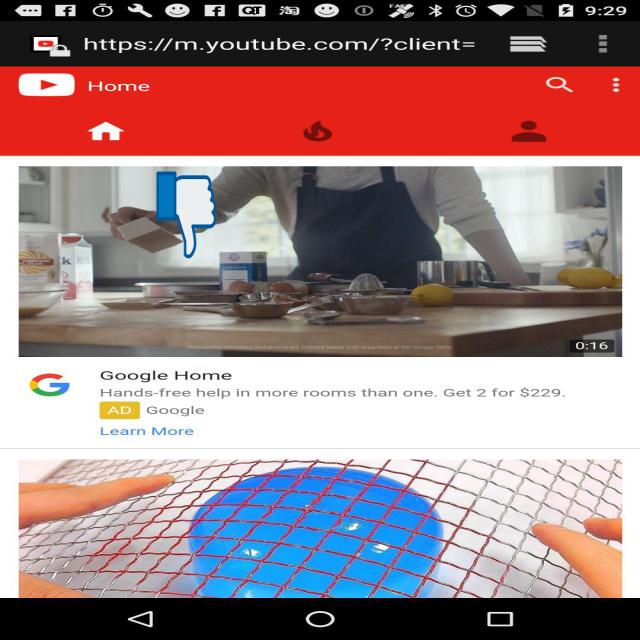 9:29
https://m.youtube.com/?client=
Home
0:16
Google Home
Hands-free help in more rooms than one. Get 2 for $229.
AD Google
Learn More